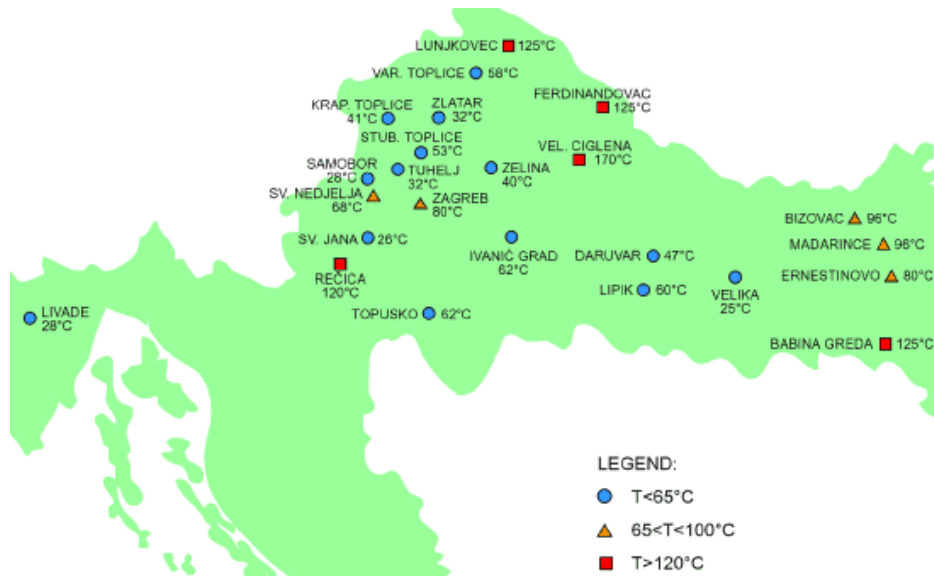 LUNJKOVEC 125°C
VAR. TOPLICE 58°C
FERDINANDOVAC
125°C
KRAP. TOPLICE
41°C
ZLATAR
32°C
STUB. TOPLICE
53°C
VEL. CIGLENA
170°C
SAMOBOR
28°C
TUHELJ
32°C
ZELINA
40°C
SV. NEDJELJA
68°C
ZAGREB
80°C
BIZOVAC 96°C
SV. JANA 26°C
IVANIČ GRAD
62°C
MADARINCE 96°C
DARUVAR 47°C
REČICA
120°C
ERNESTINOVO 80°C
LIPIK 60°C
VELIKA
25°C
LIVADE
28°C
TOPUSKO 62°C
BABINA GREDA 125°C
LEGEND:
T<65°C
65<T<100°C
T>120°C